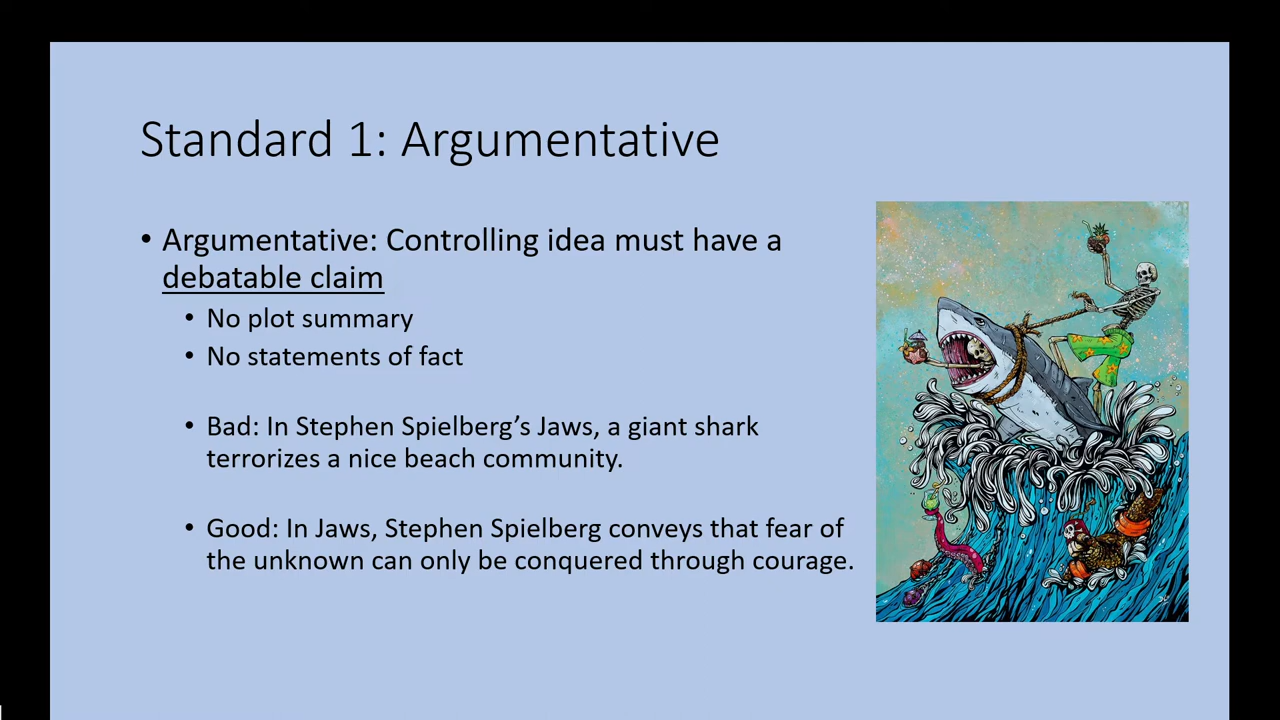 Standard 1: Argumentative
• Argumentative: Controlling idea must have a
debatable claim
• No plot summary
• No statements of fact
• Bad: In Stephen Spielberg’s Jaws, a giant shark
terrorizes a nice beach community.
• Good: In Jaws, Stephen Spielberg conveys that fear of
the unknown can only be conquered through courage.